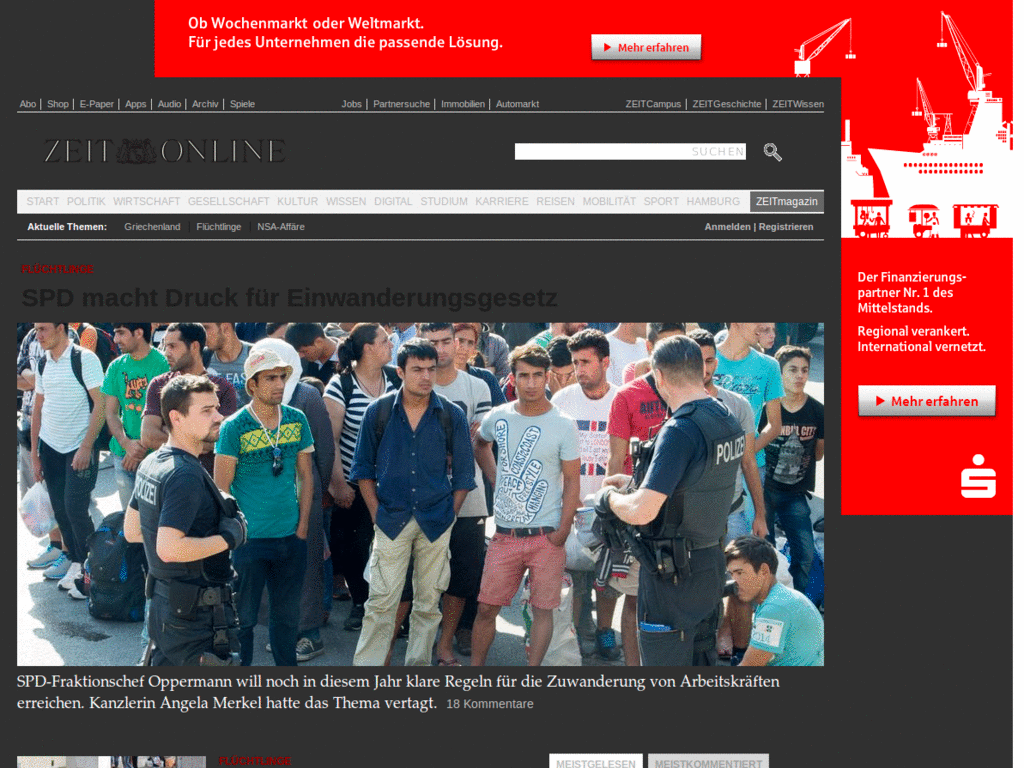 Ob Wochenmarkt oder Weltmarkt.
Für jedes Unternehmen die passende Lösung.
Mehr erfahren
Abo | Shop | E-Paper | Apps | Audio | Archiv | Spiele
Jobs | Partnersuche | Immobilien | Automarkt
ZEITCampus | ZEITGeschichte | ZEITWissen
ZEIT ONLINE
SUCHEN
START POLITIK WIRTSCHAFT GESELLSCHAFT KULTUR WISSEN DIGITAL STUDIUM KARRIERE REISEN MOBILITÄT SPORT HAMBURG ZEITmagazin
Aktuelle Themen: Griechenland Flüchtlinge NSA-Affäre
Anmelden | Registrieren
FLÜCHTLINGE
SPD macht Druck für Einwanderungsgesetz
POLIZEI
POLIZEI
SPD-Fraktionschef Oppermann will noch in diesem Jahr klare Regeln für die Zuwanderung von Arbeitskräften
erreichen. Kanzlerin Angela Merkel hatte das Thema vertagt. 18 Kommentare
Der Finanzierungs-
partner Nr. 1 des
Mittelstands.
Regional verankert.
International vernetzt.
Mehr erfahren
FLÜCHTLINGE
MEISTGELESEN
MEISTKOMMENTIERT